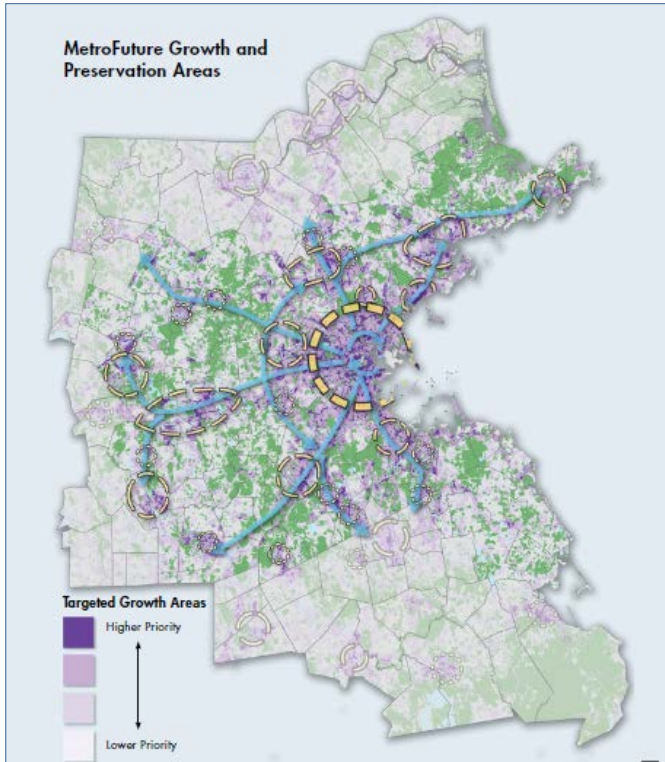 MetroFuture Growth and
Preservation Areas
Targeted Growth Areas
Higher Priority
Lower Priority